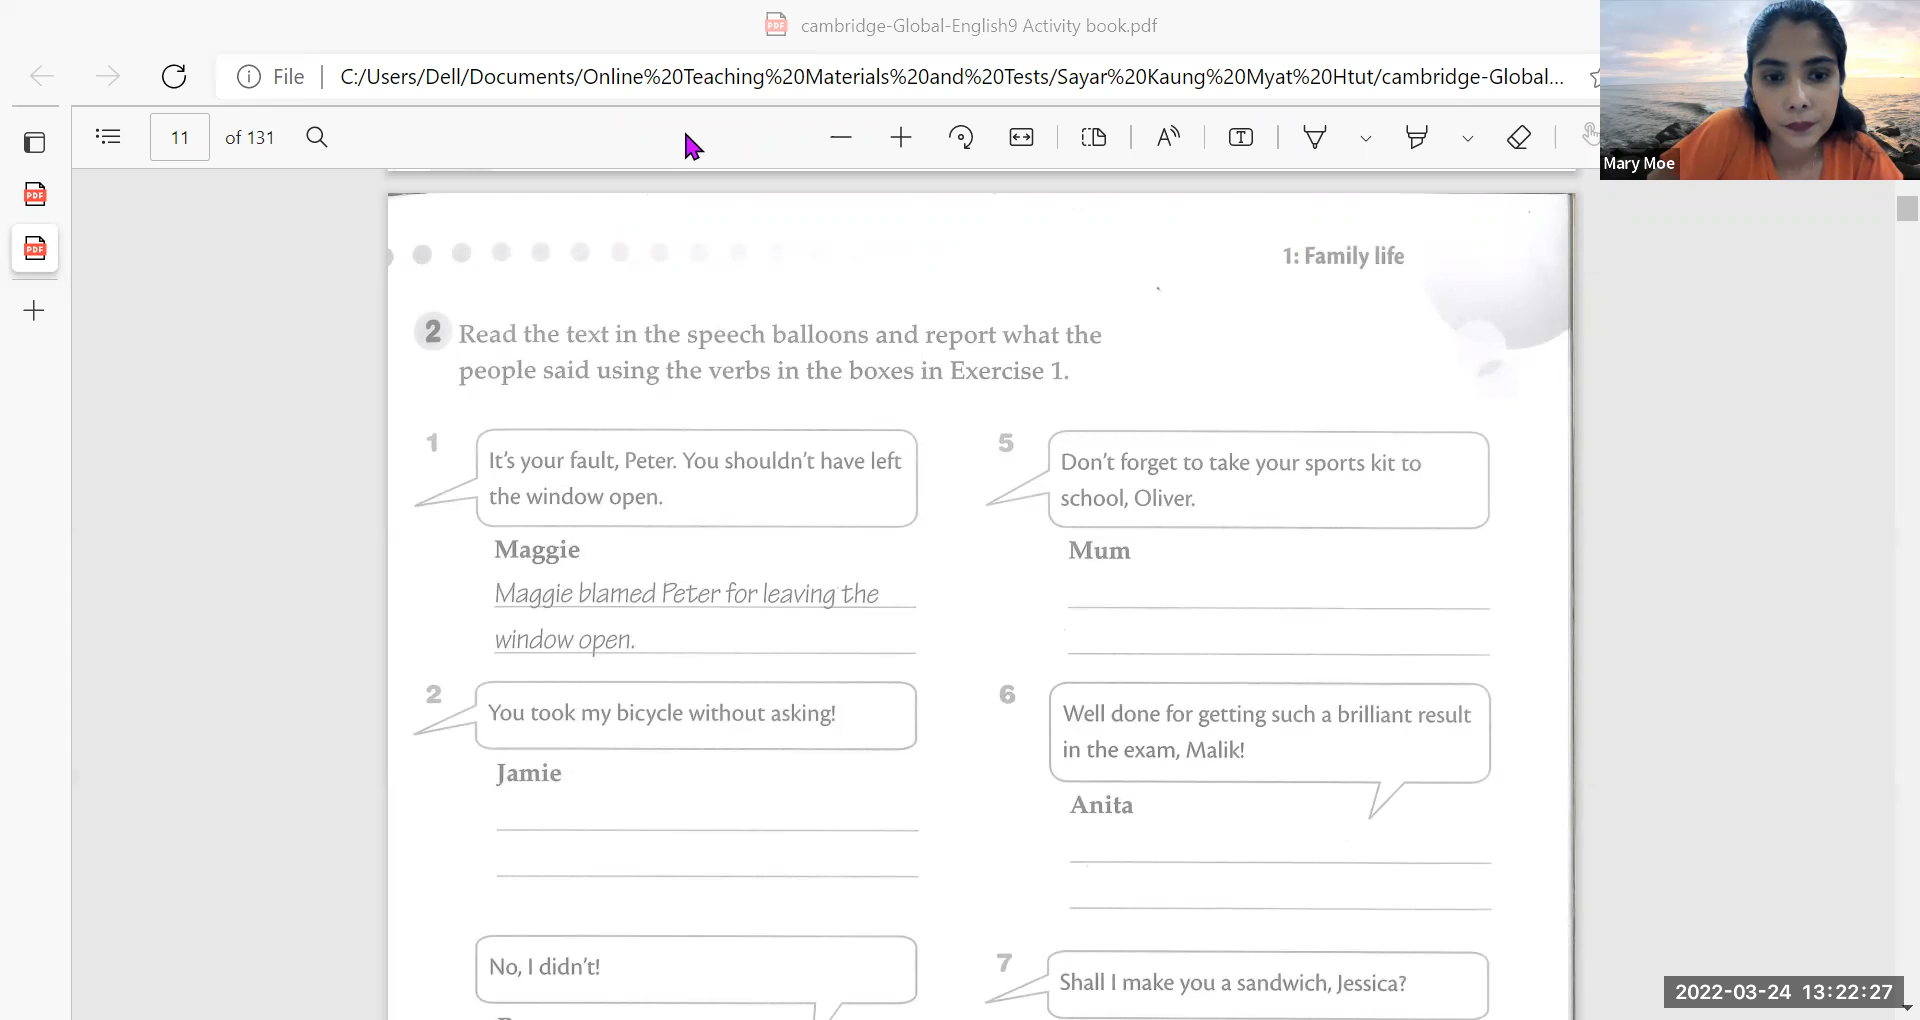 cambridge-Global-English9 Activity book.pdf
File
C:/Users/Dell/Documents/Online%20Teaching%20Materials%20and%20Tests/Sayar%20Kaung%20Myat%20Htut/cambridge-Global...
11 of 131
Mary Moe
1: Family life
2 Read the text in the speech balloons and report what the
people said using the verbs in the boxes in Exercise 1.
1
It's your fault, Peter. You shouldn't have left
the window open.
Maggie
Maggie blamed Peter for leaving the
window open.
2
You took my bicycle without asking!
Jamie
No, I didn't!
5
Don't forget to take your sports kit to
school, Oliver.
Mum
6
Well done for getting such a brilliant result
in the exam, Malik!
Anita
7
Shall I make you a sandwich, Jessica?
2022-03-24 13:22:27